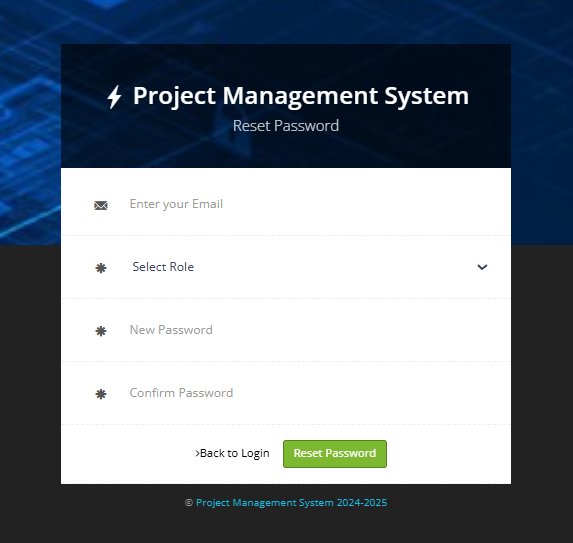 Project Management System
Reset Password
Enter your Email
Select Role
New Password
Confirm Password
>Back to Login Reset Password
© Project Management System 2024-2025